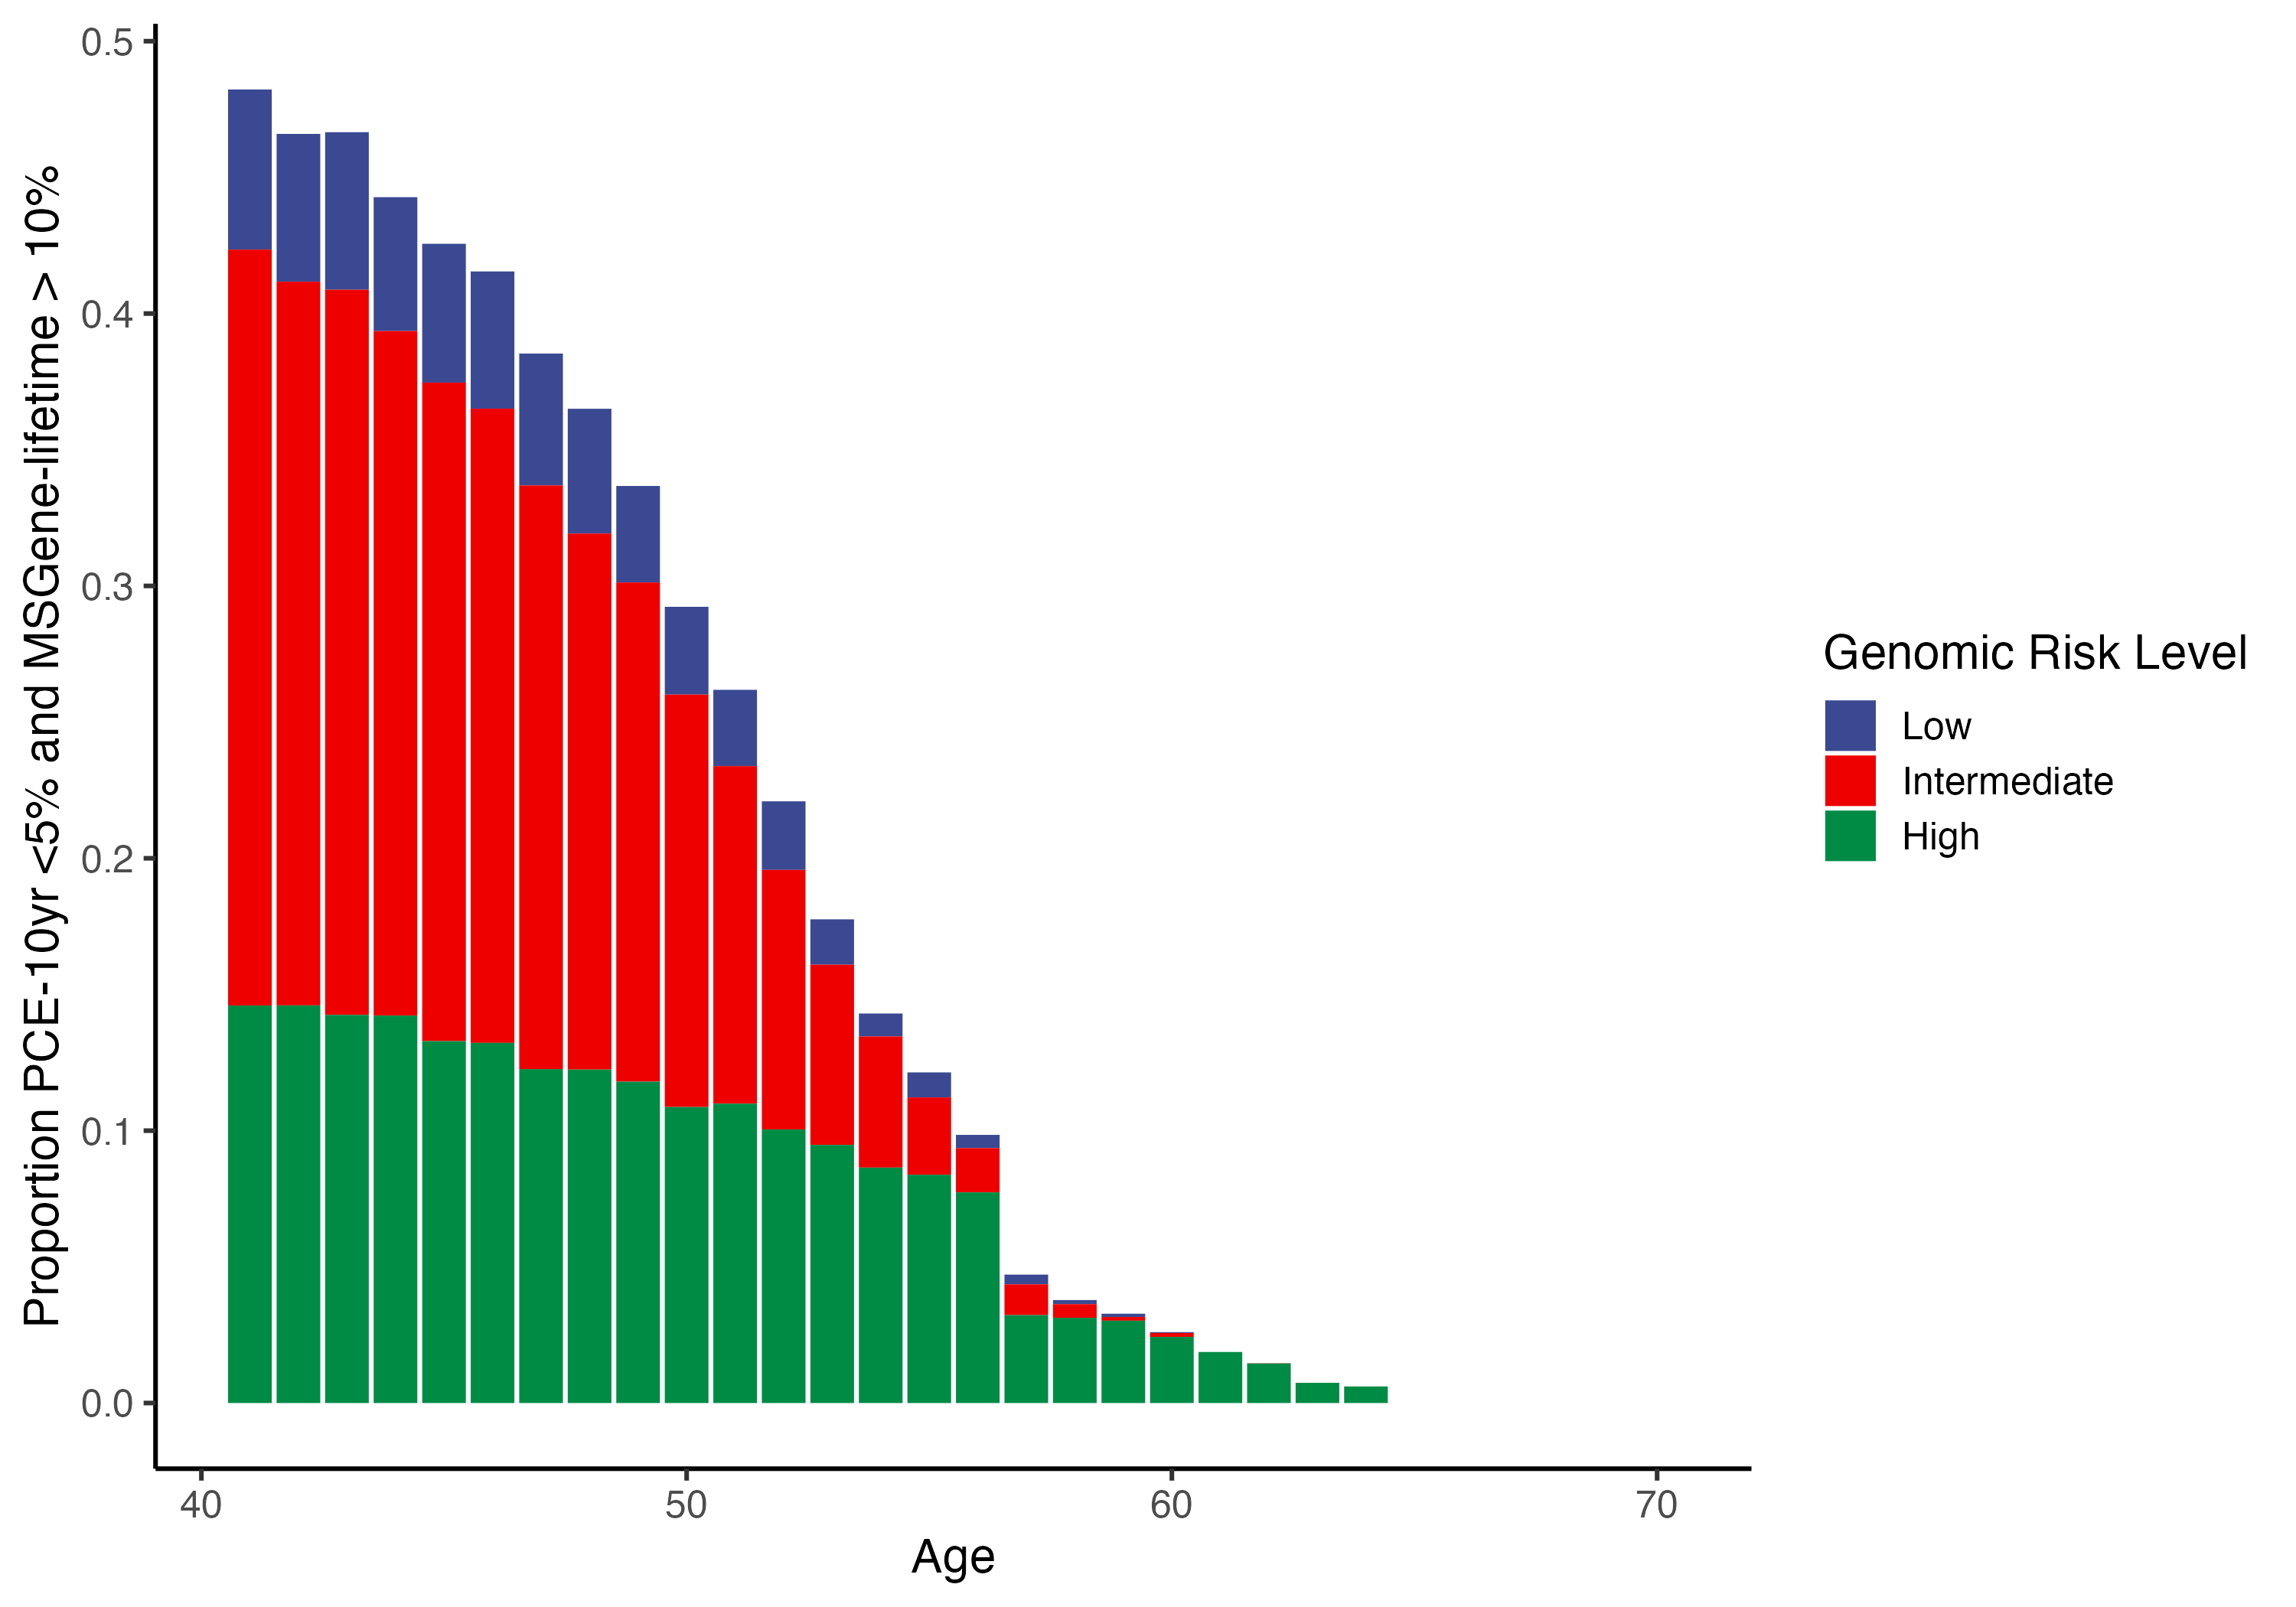 Proportion PCE-10yr <5% and MSGene-lifetime > 10%
0.5
0.4
0.3
0.2
0.1
0.0
40 50 60 70
Age
Genomic Risk Level
Low
Intermediate
High